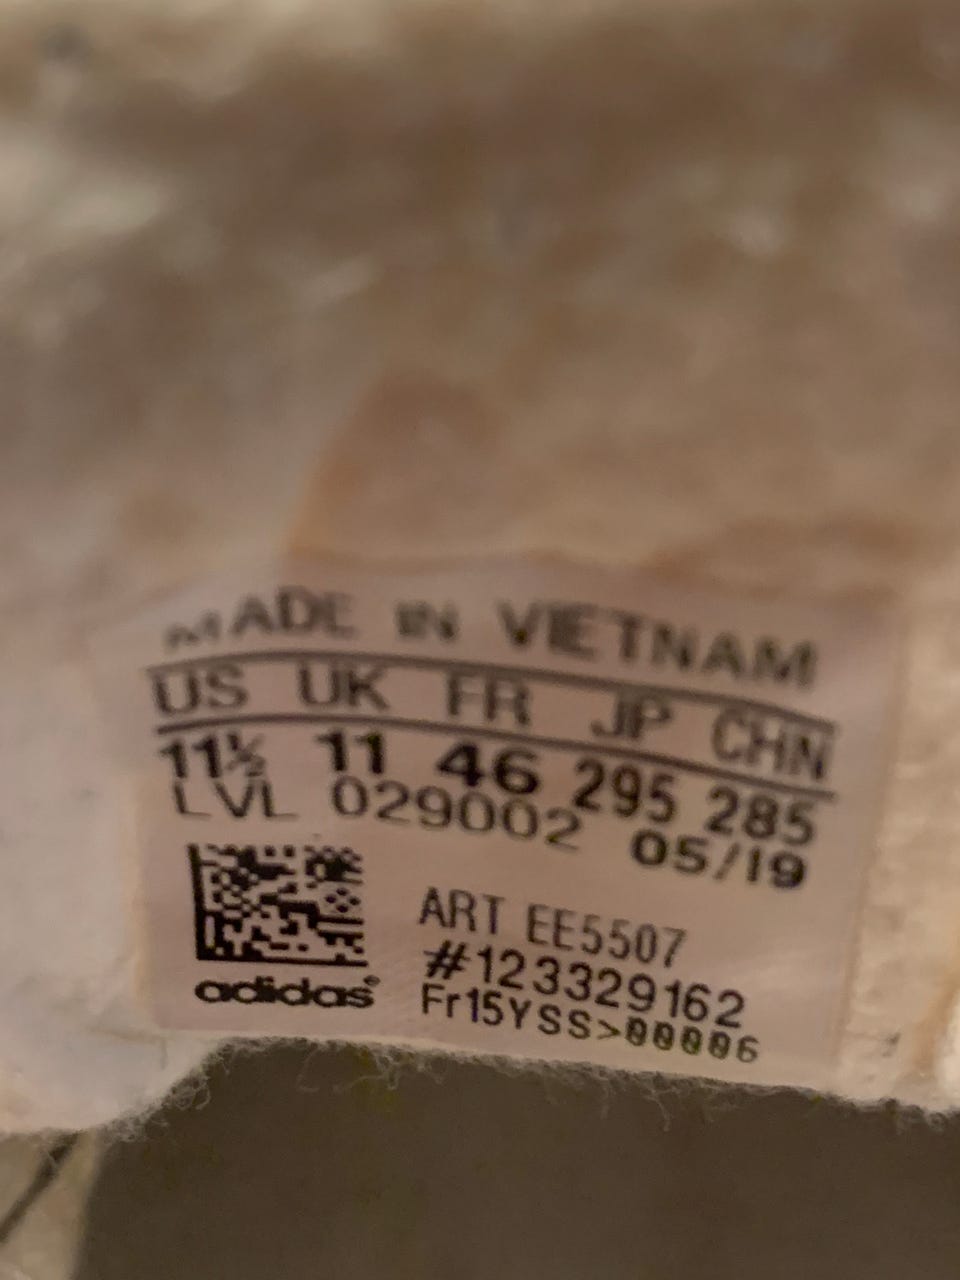 MADE IN VIETNAM
US UK FR JP CHN
11½ 11 46 295 285
LVL 029002 05/19
ART EE5507
#123329162
Fr15YSS>00006
adidas®